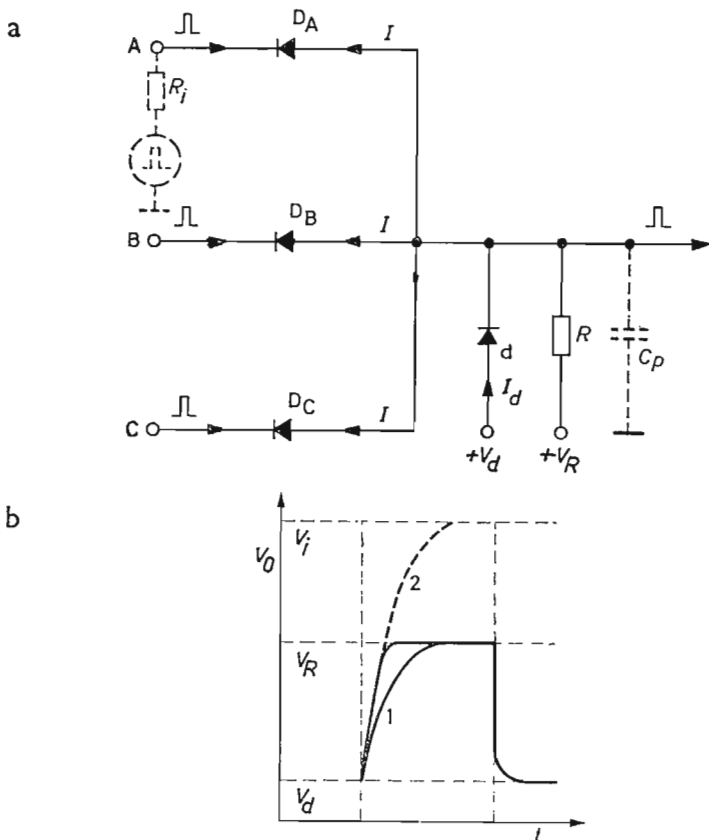 a
A D_A I
R_i
B D_B I
d R C_p
I_d
C D_C I
+V_d +V_R
b
V_i
V_0
2
V_R
1
V_d
t